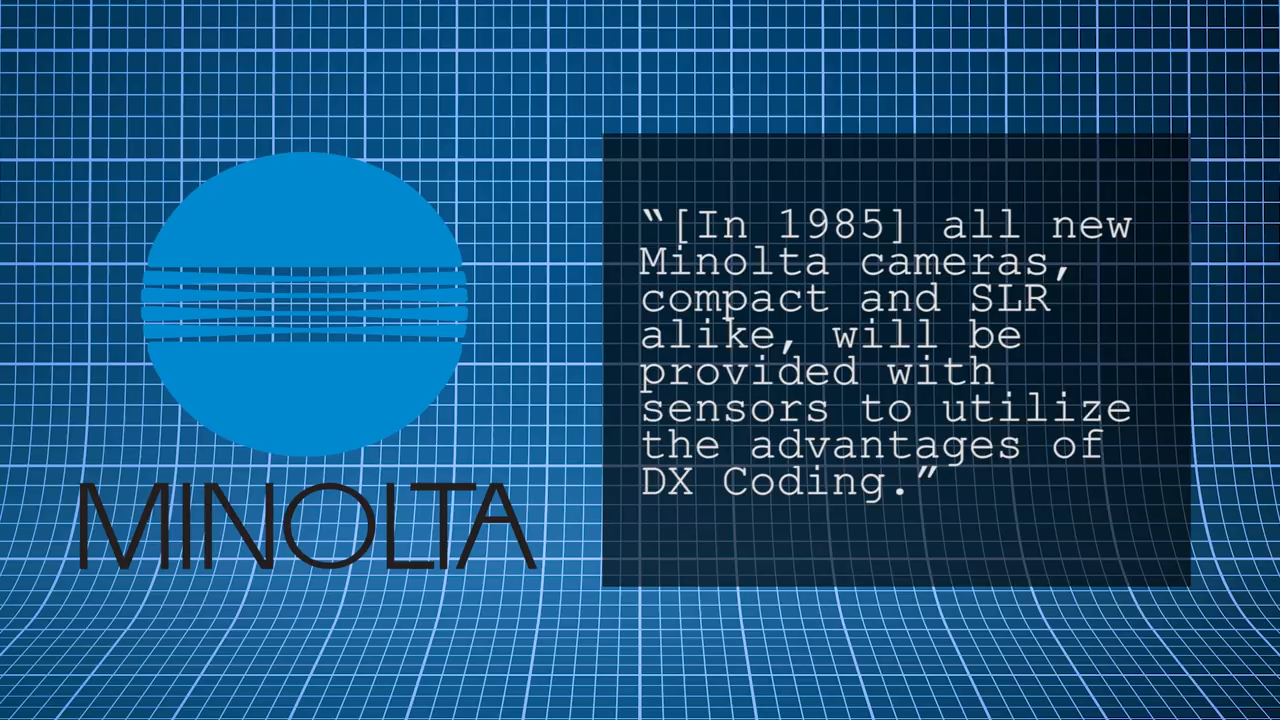 MINOLTA
“[In 1985] all new
Minolta cameras,
compact and SLR
alike, will be
provided with
sensors to utilize
the advantages of
DX Coding.”